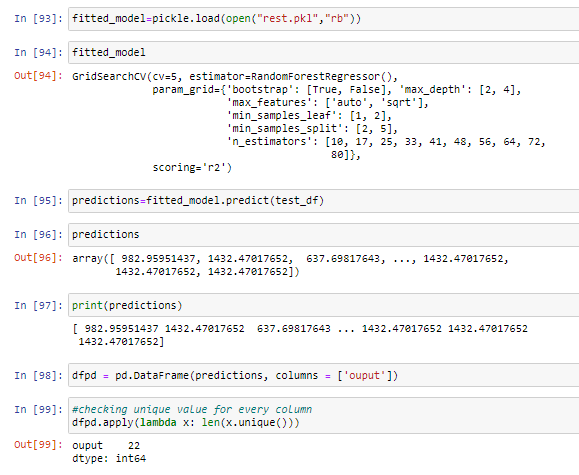 In [93]: fitted_model=pickle.load(open("rest.pkl","rb"))
In [94]: fitted_model
Out[94]: GridSearchCV(cv=5, estimator=RandomForestRegressor(),
param_grid={'bootstrap': [True, False], 'max_depth': [2, 4],
'max_features': ['auto', 'sqrt'],
'min_samples_leaf': [1, 2],
'min_samples_split': [2, 5],
'n_estimators': [10, 17, 25, 33, 41, 48, 56, 64, 72,
80]},
scoring='r2')
In [95]: predictions=fitted_model.predict(test_df)
In [96]: predictions
Out[96]: array([ 982.95951437, 1432.47017652, 637.69817643, ..., 1432.47017652,
1432.47017652, 1432.47017652])
In [97]: print(predictions)
[ 982.95951437 1432.47017652 637.69817643 ... 1432.47017652 1432.47017652
1432.47017652]
In [98]: dfpd = pd.DataFrame(predictions, columns = ['ouput'])
In [99]: #checking unique value for every column
dfpd.apply(lambda x: len(x.unique()))
Out[99]: ouput 22
dtype: int64